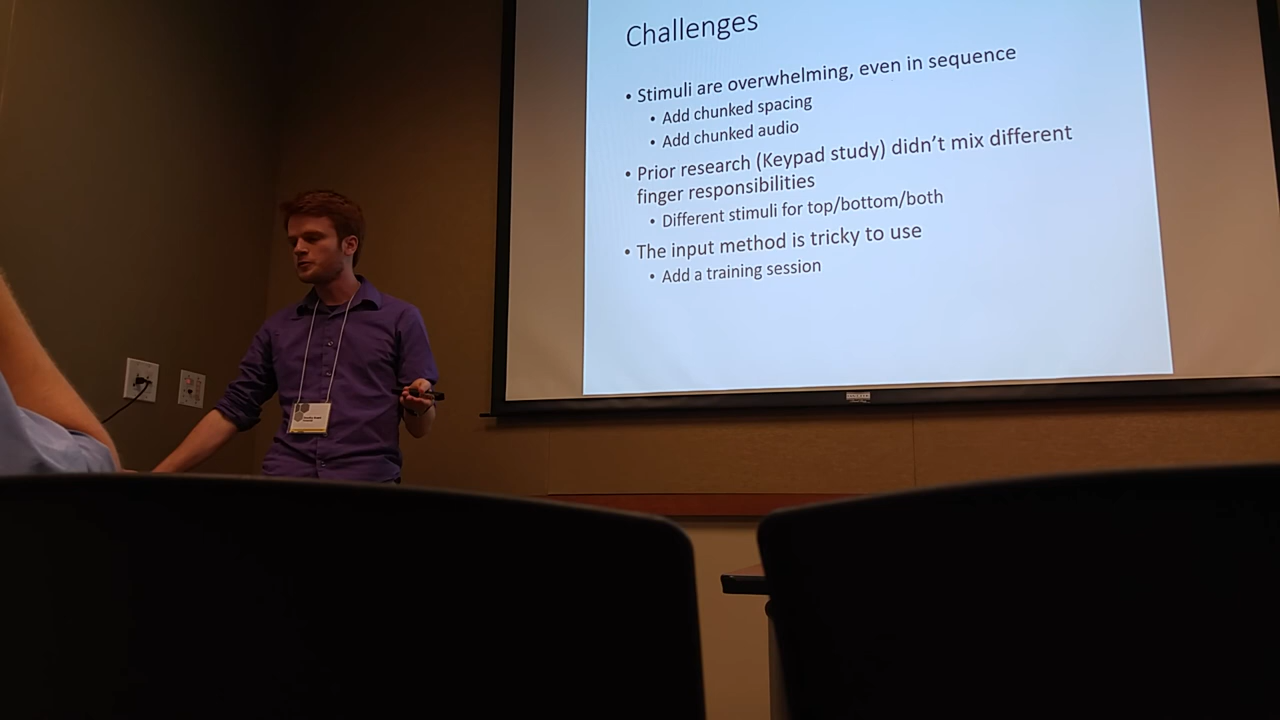 Challenges
• Stimuli are overwhelming, even in sequence
• Add chunked spacing
• Add chunked audio
• Prior research (Keypad study) didn't mix different
finger responsibilities
• Different stimuli for top/bottom/both
• The input method is tricky to use
• Add a training session